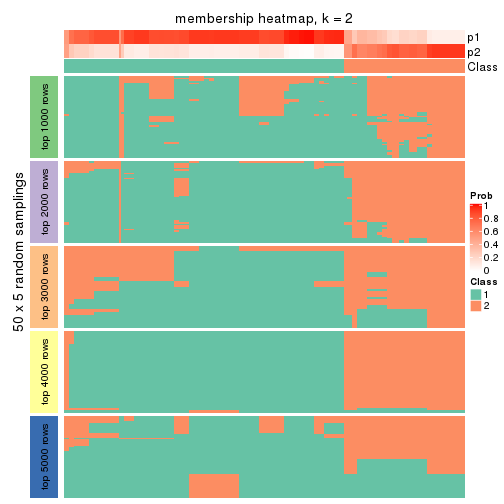 membership heatmap, k = 2
p1
p2
Class
50 x 5 random samplings
top 1000 rows
top 2000 rows
top 3000 rows
top 4000 rows
top 5000 rows
Prob
1
0.8
0.6
0.4
0.2
0
Class
1
2